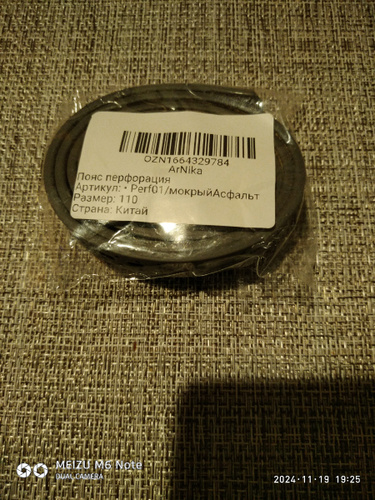 OZN1664329784
ArNika
Пояс перфорация
Артикул: • Perf01/мокрыйАсфальт
Размер: 110
Страна: Китай
MEIZU M6 Note
DUAL CAMERA
2024-11-19 19:25